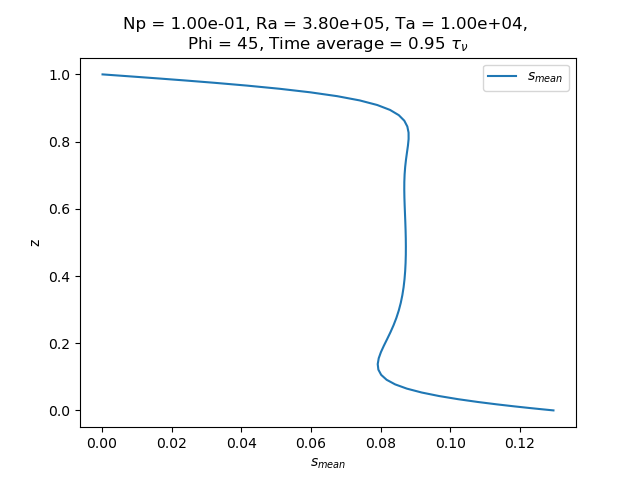 Np = 1.00e-01, Ra = 3.80e+05, Ta = 1.00e+04,
Phi = 45, Time average = 0.95 τν
s_mean
1.0
0.8
0.6
0.4
0.2
0.0
z
0.00 0.02 0.04 0.06 0.08 0.10 0.12
s_mean